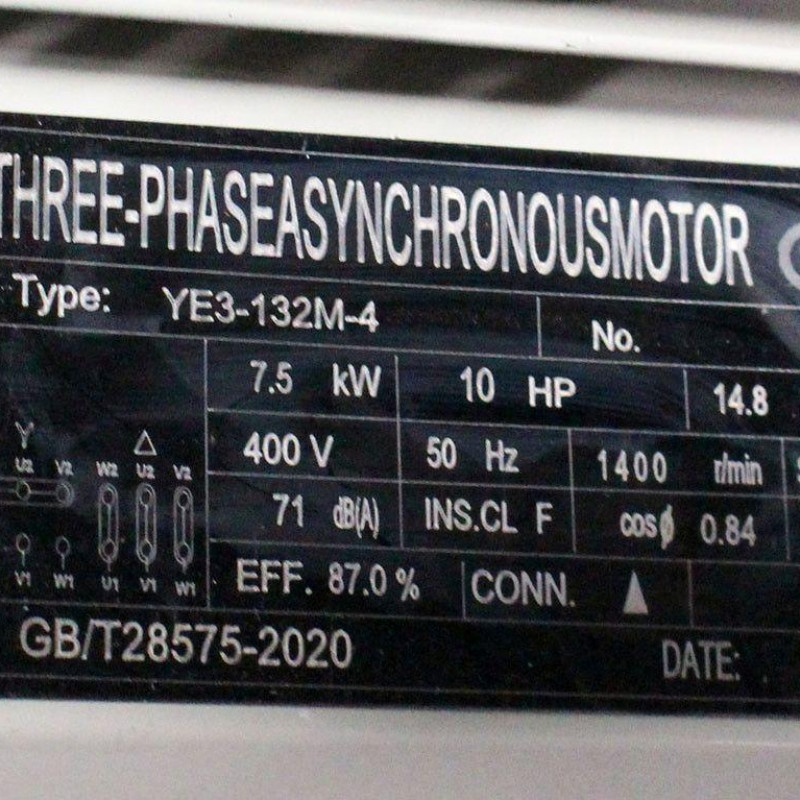 THREE-PHASEASYNCHRONOUSMOTOR
Type: YE3-132M-4 No.
7.5 kW 10 HP 14.8
400 V 50 Hz 1400 r/min
71 dB(A) INS.CL F cosφ 0.84
EFF. 87.0 % CONN. ▲
Y △
U2 V2 W2 U2 V2
V1 W1 U1 V1 W1
GB/T28575-2020
DATE: